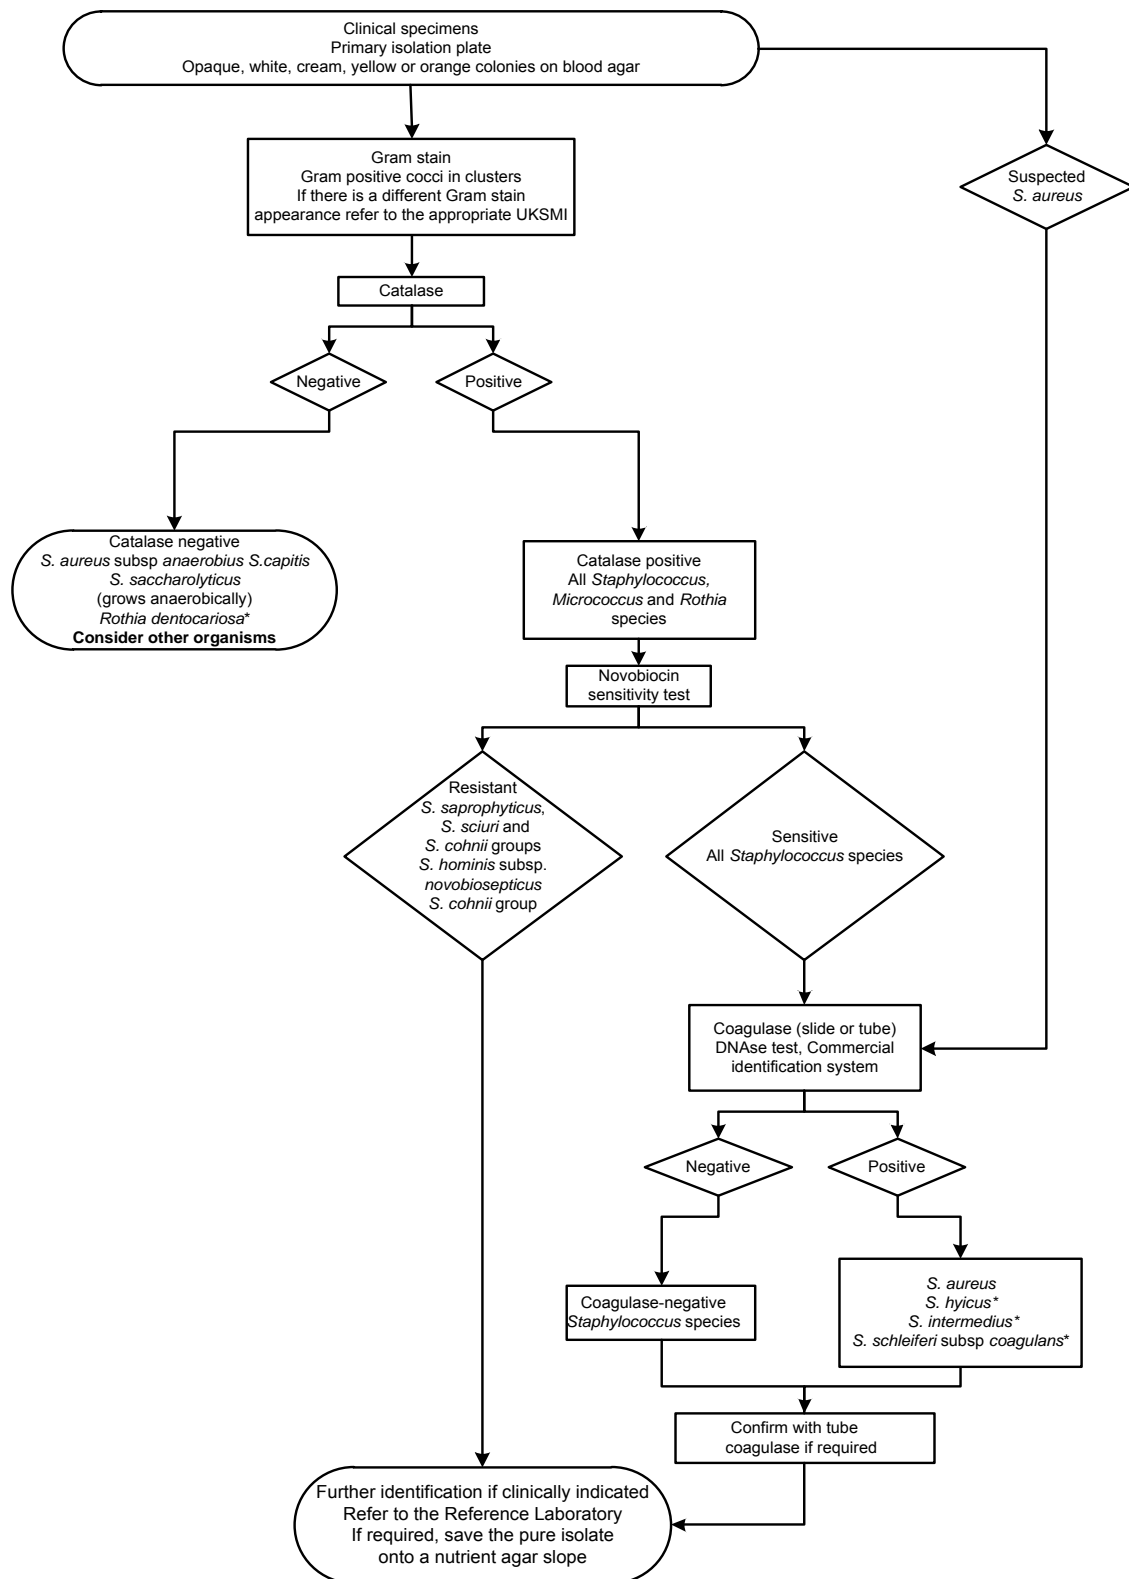 Clinical specimens
Primary isolation plate
Opaque, white, cream, yellow or orange colonies on blood agar
Gram stain
Gram positive cocci in clusters
If there is a different Gram stain
appearance refer to the appropriate UKSMI
Suspected
S. aureus
Catalase
Negative
Positive
Catalase negative
S. aureus subsp anaerobius S.capitis
S. saccharolyticus
(grows anaerobically)
Rothia dentocariosa*
Consider other organisms
Catalase positive
All Staphylococcus,
Micrococcus and Rothia
species
Novobiocin
sensitivity test
Resistant
S. saprophyticus,
S. sciuri and
S. cohnii groups
S. hominis subsp.
novobiosepticus
S. cohnii group
Sensitive
All Staphylococcus species
Coagulase (slide or tube)
DNAse test, Commercial
identification system
Negative
Positive
Coagulase-negative
Staphylococcus species
S. aureus
S. hyicus*
S. intermedius*
S. schleiferi subsp coagulans*
Confirm with tube
coagulase if required
Further identification if clinically indicated
Refer to the Reference Laboratory
If required, save the pure isolate
onto a nutrient agar slope